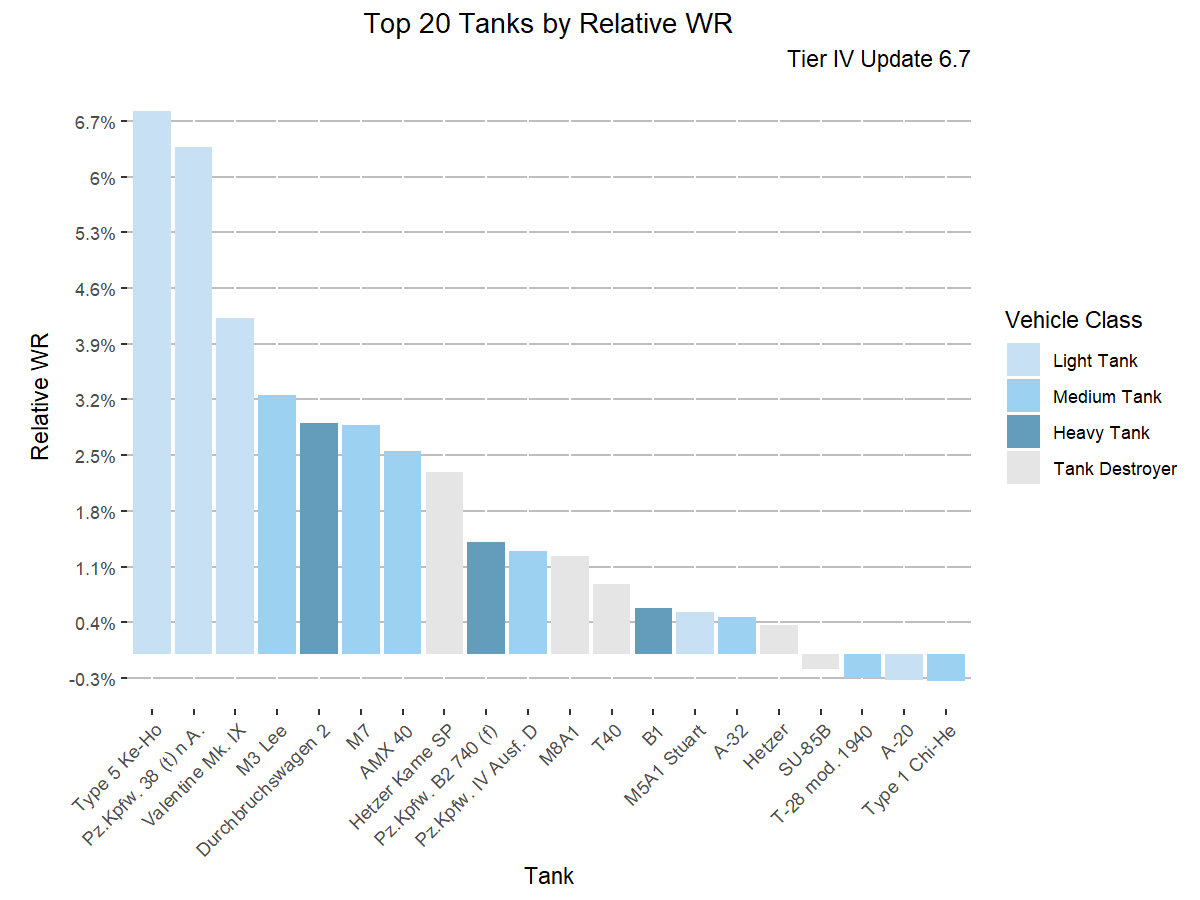 Top 20 Tanks by Relative WR
Tier IV Update 6.7
6.7%
6%
5.3%
4.6%
3.9%
3.2%
2.5%
1.8%
1.1%
0.4%
-0.3%
Relative WR
Type 5 Ke-Ho
Pz.Kpfw. 38 (t) n.A.
Valentine Mk. IX
M3 Lee
Durchbruchswagen 2
M7
AMX 40
Hetzer Kame SP
Pz.Kpfw. B2 740 (f)
Pz.Kpfw. IV Ausf. D
M8A1
T40
B1
M5A1 Stuart
A-32
Hetzer
SU-85B
T-28 mod. 1940
A-20
Type 1 Chi-He
Tank
Vehicle Class
Light Tank
Medium Tank
Heavy Tank
Tank Destroyer